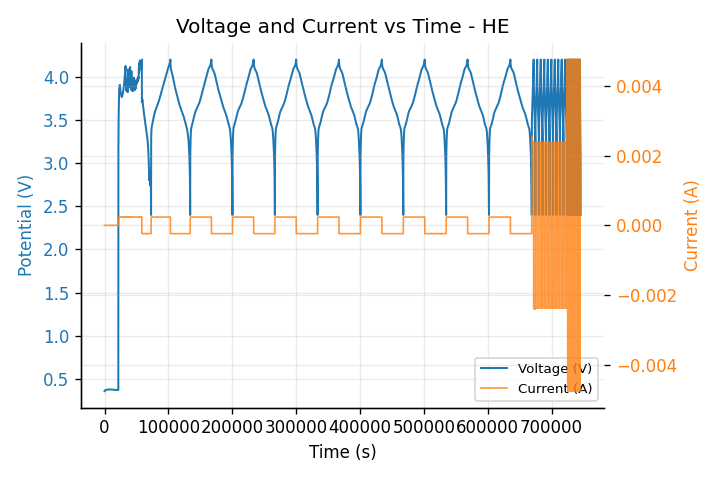 Voltage and Current vs Time - HE
Potential (V)
4.0
3.5
3.0
2.5
2.0
1.5
1.0
0.5
0.004
0.002
0.000
−0.002
−0.004
Current (A)
Voltage (V)
Current (A)
0 100000 200000 300000 400000 500000 600000 700000
Time (s)